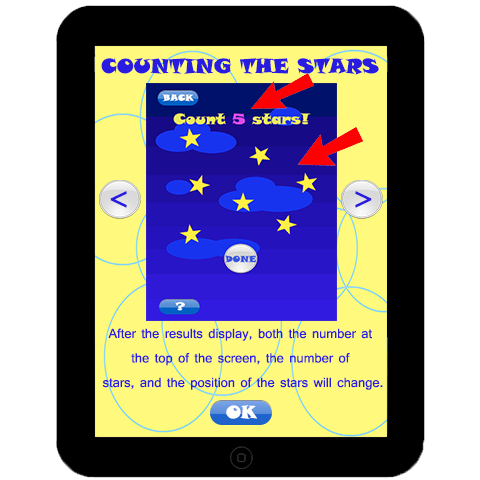 COUNTING THE STARS
BACK
Count 5 stars!
<
>
DONE
?
After the results display, both the number at
the top of the screen, the number of
stars, and the position of the stars will change.
OK